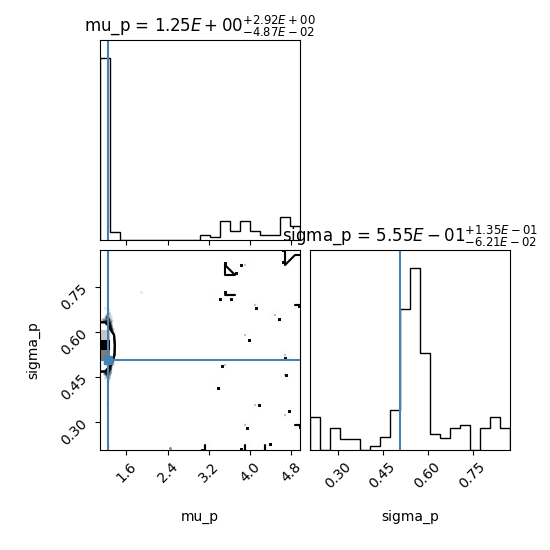 mu_p = 1.25E + 00 +2.92E + 00 −4.87E − 02
sigma_p = 5.55E − 01 +1.35E − 01 −6.21E − 02
0.75
0.60
0.45
0.30
sigma_p
1.6 2.4 3.2 4.0 4.8 0.30 0.45 0.60 0.75
mu_p sigma_p